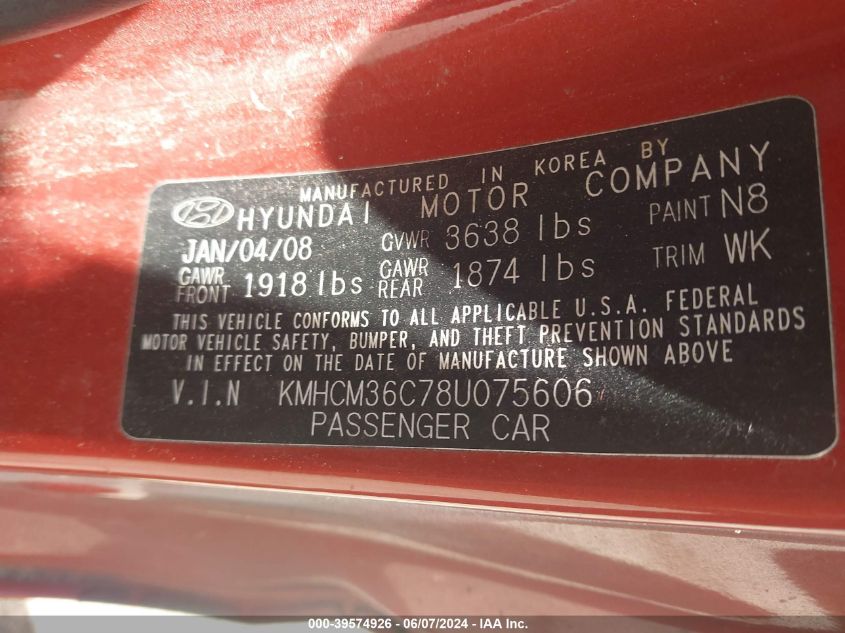 MANUFACTURED IN KOREA BY
HYUNDAI MOTOR COMPANY
JAN/04/08 GVWR 3638 lbs PAINT N8
GAWR FRONT 1918 lbs GAWR REAR 1874 lbs TRIM WK
THIS VEHICLE CONFORMS TO ALL APPLICABLE U.S.A. FEDERAL
MOTOR VEHICLE SAFETY, BUMPER, AND THEFT PREVENTION STANDARDS
IN EFFECT ON THE DATE OF MANUFACTURE SHOWN ABOVE
V.I.N KMHCM36C78U075606
PASSENGER CAR
000-39574926 - 06/07/2024 - IAA Inc.